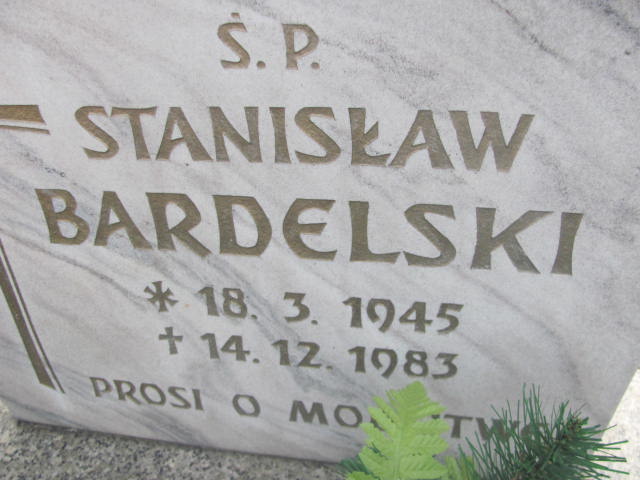 Ś. P.
STANISŁAW
BARDELSKI
* 18. 3. 1945
† 14. 12. 1983
PROSI O